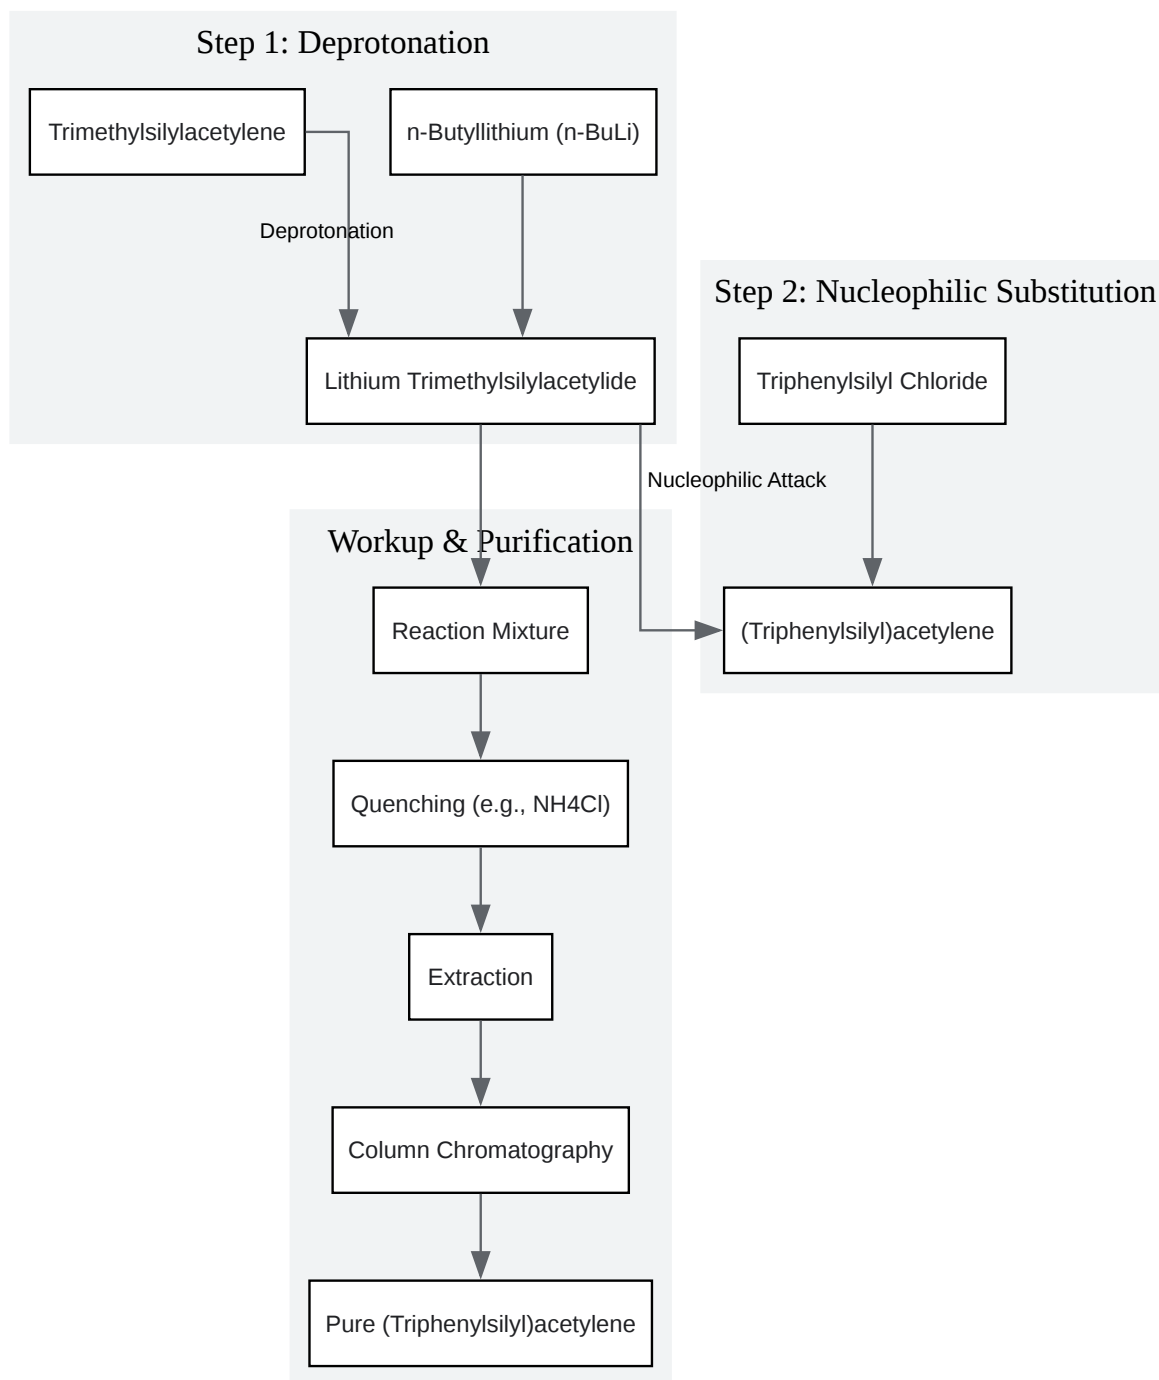 Step 1: Deprotonation
Trimethylsilylacetylene
n-Butyllithium (n-BuLi)
Deprotonation
Lithium Trimethylsilylacetylide
Step 2: Nucleophilic Substitution
Triphenylsilyl Chloride
Nucleophilic Attack
(Triphenylsilyl)acetylene
Workup & Purification
Reaction Mixture
Quenching (e.g., NH4Cl)
Extraction
Column Chromatography
Pure (Triphenylsilyl)acetylene